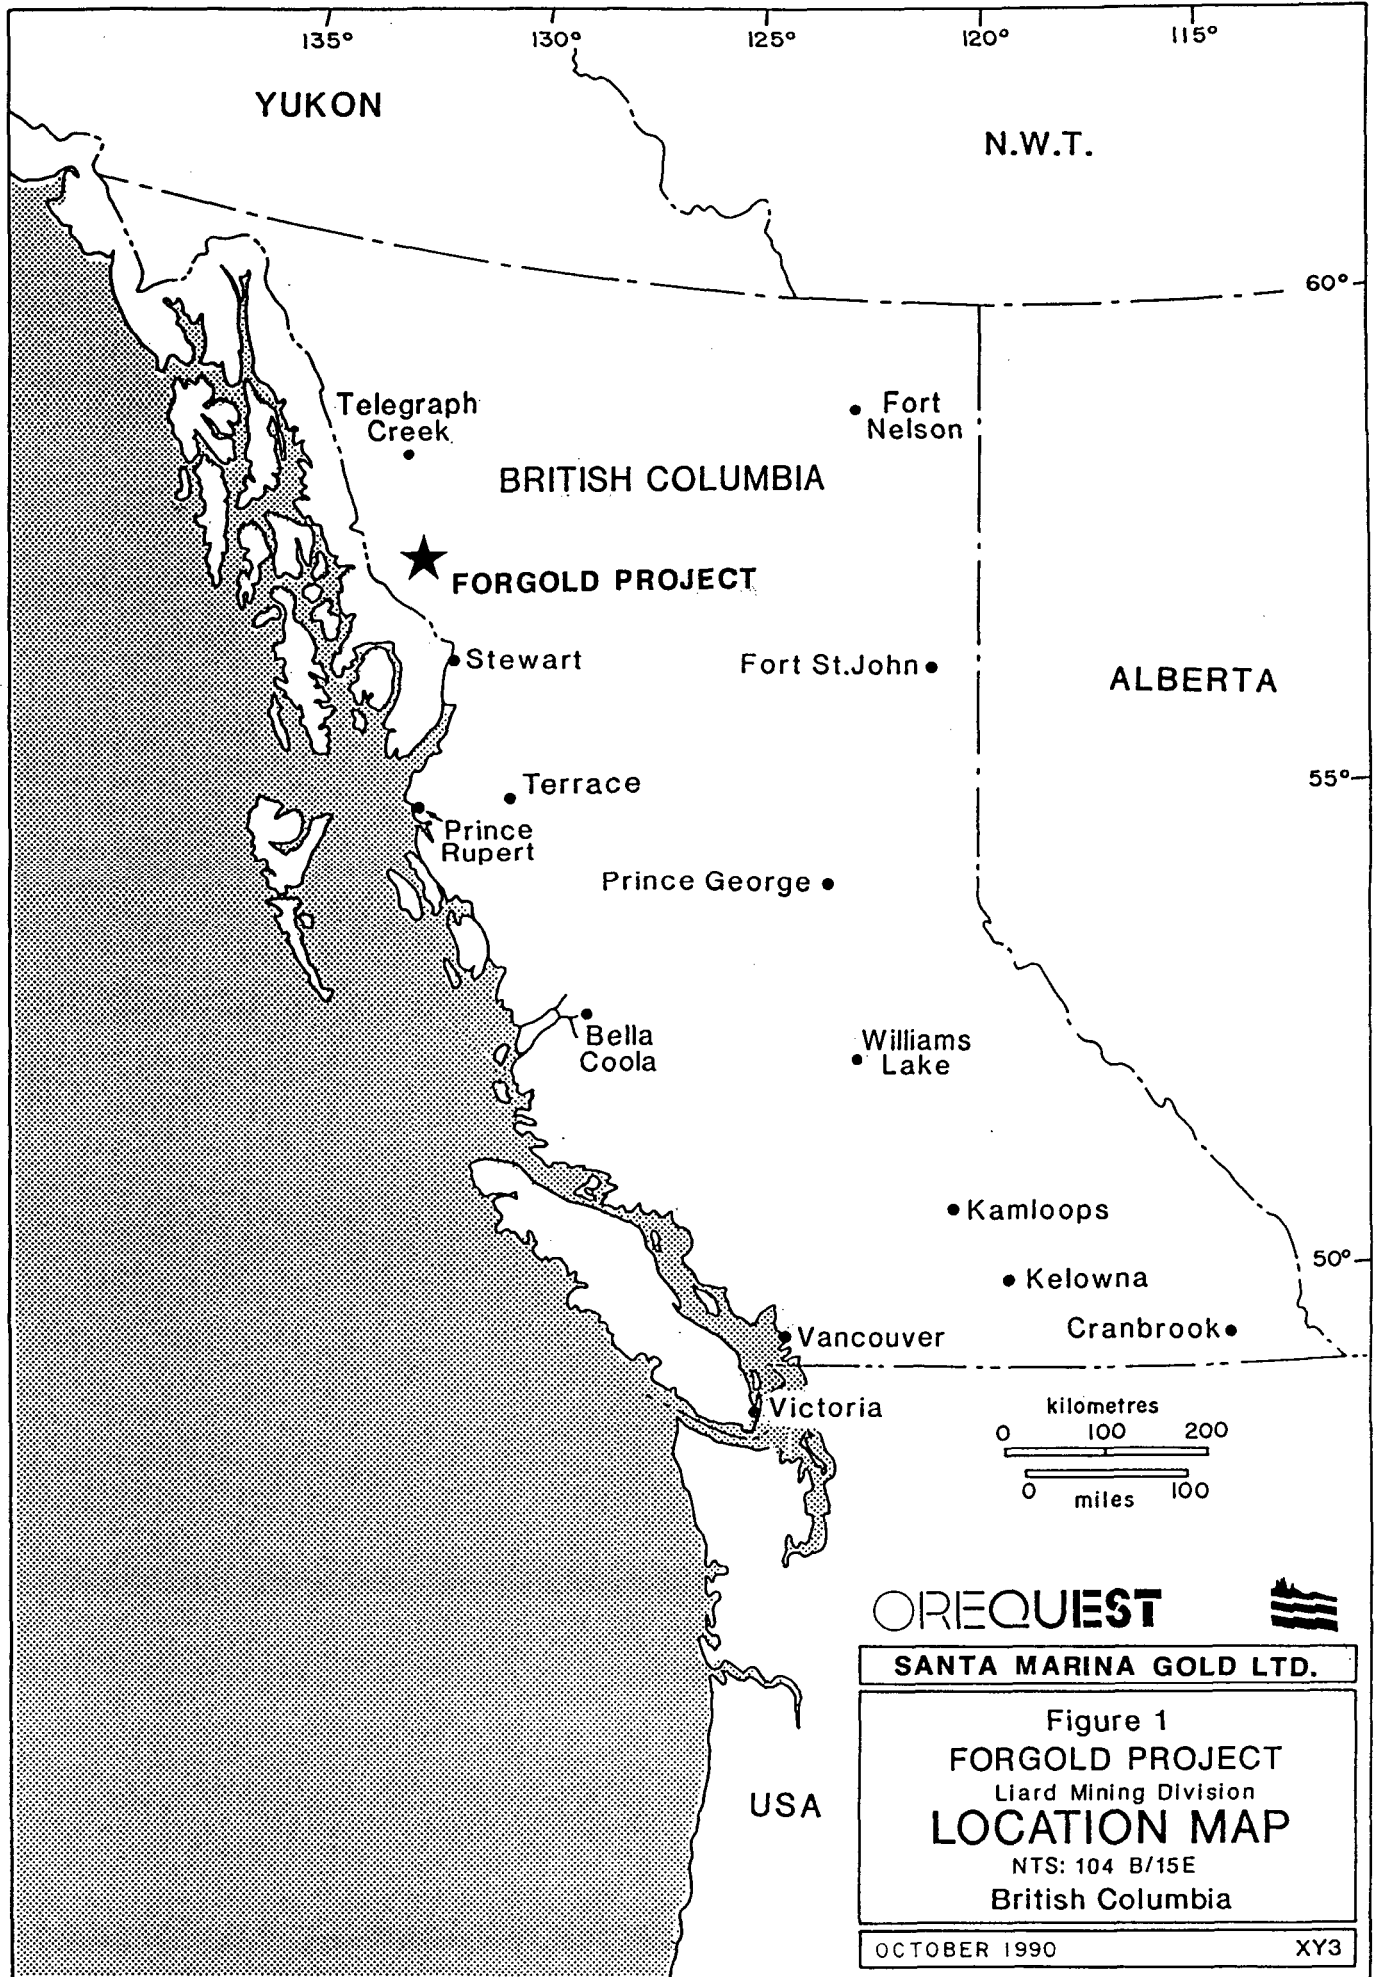 135° 130° 125° 120° 115°
YUKON
N.W.T.
60°
Telegraph
Creek
Fort
Nelson
BRITISH COLUMBIA
FORGOLD PROJECT
Stewart
Fort St.John
ALBERTA
55°
Terrace
Prince
Rupert
Prince George
Bella
Coola
Williams
Lake
Kamloops
50°
Kelowna
Cranbrook
Vancouver
Victoria
kilometres
0 100 200
0 miles 100
OREQUEST
SANTA MARINA GOLD LTD.
Figure 1
FORGOLD PROJECT
Liard Mining Division
LOCATION MAP
NTS: 104 B/15E
British Columbia
USA
OCTOBER 1990 XY3